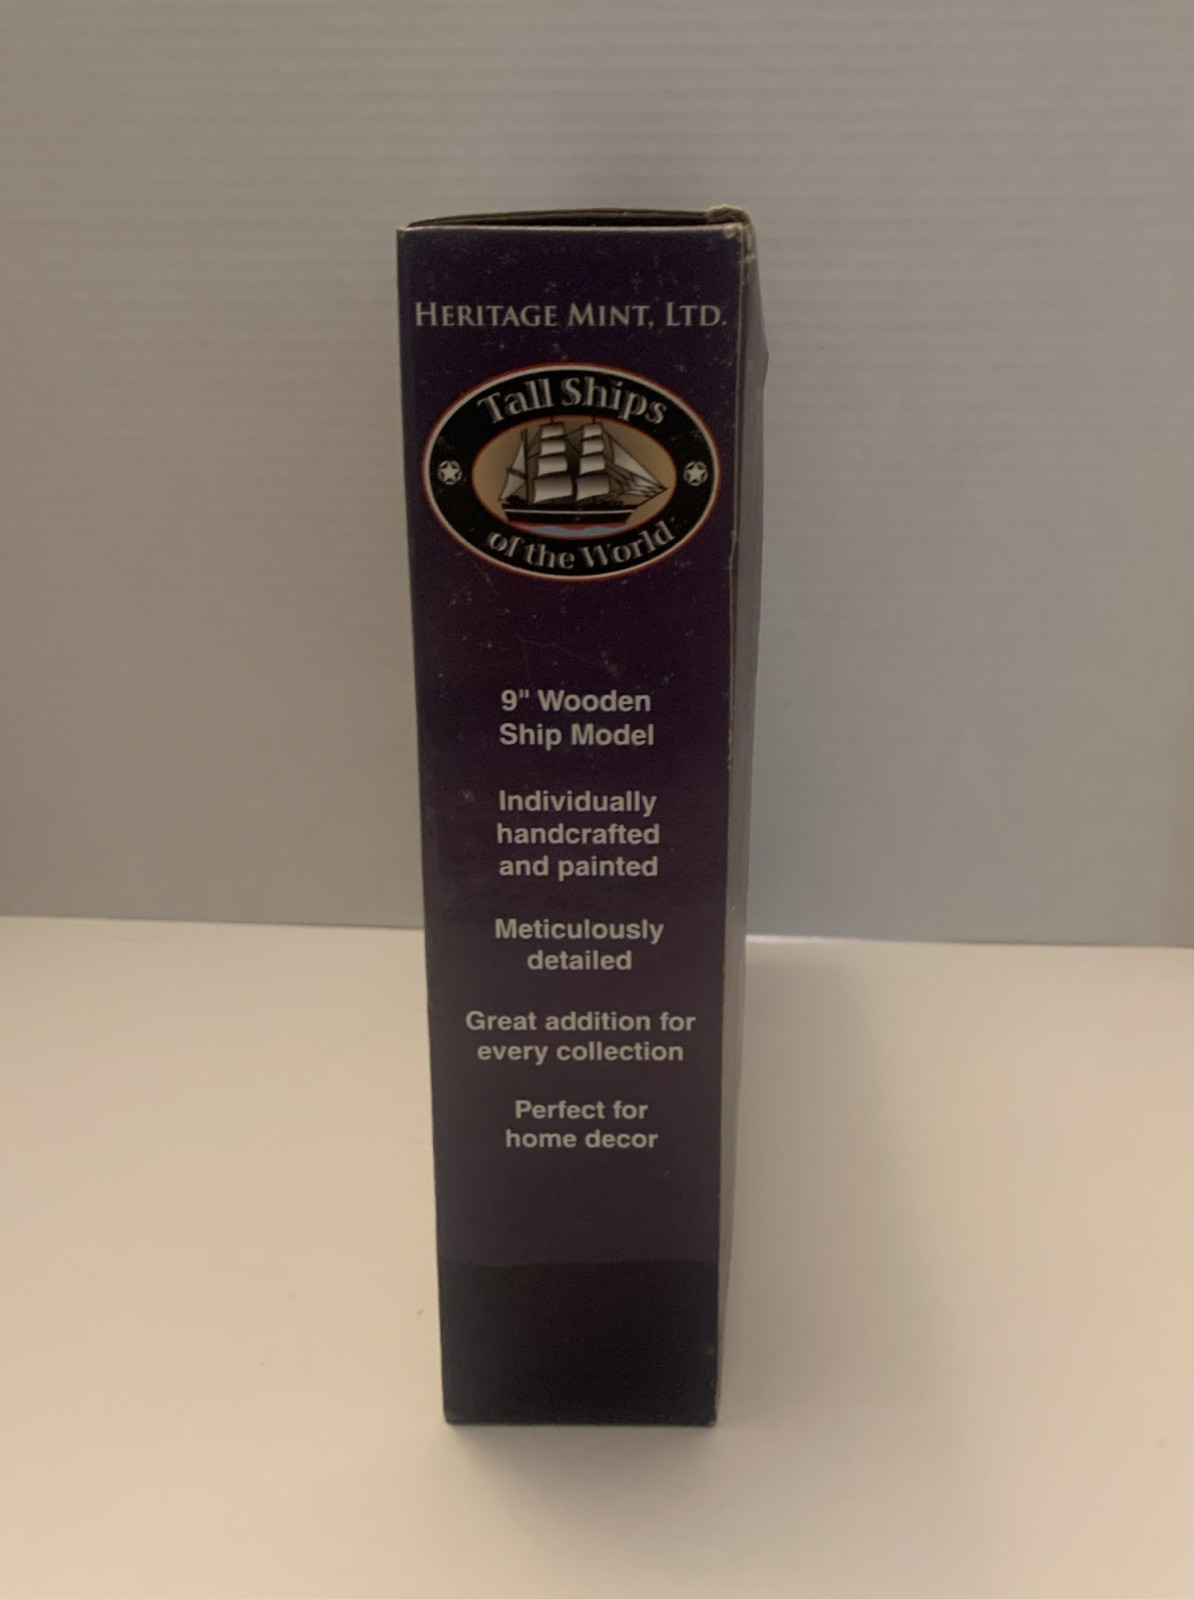 HERITAGE MINT, LTD.
Tall Ships
of the World
9" Wooden
Ship Model
Individually
handcrafted
and painted
Meticulously
detailed
Great addition for
every collection
Perfect for
home decor